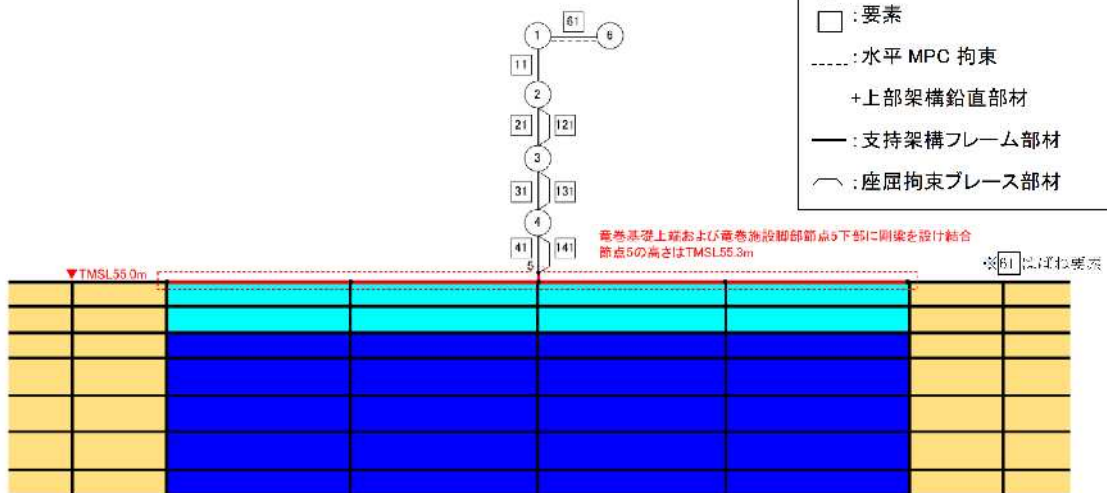 □ : 要素
----- : 水平 MPC 拘束
+上部架構鉛直部材
— : 支持架構フレーム部材
: 座屈拘束ブレース部材
61
1
6
11
2
21
121
3
31
131
4
41
141
5
竜巻基礎上端および竜巻施設脚部節点5下部に剛梁を設け結合
節点5の高さはTMSL55.3m
▼TMSL55.0m
※61はばね要素